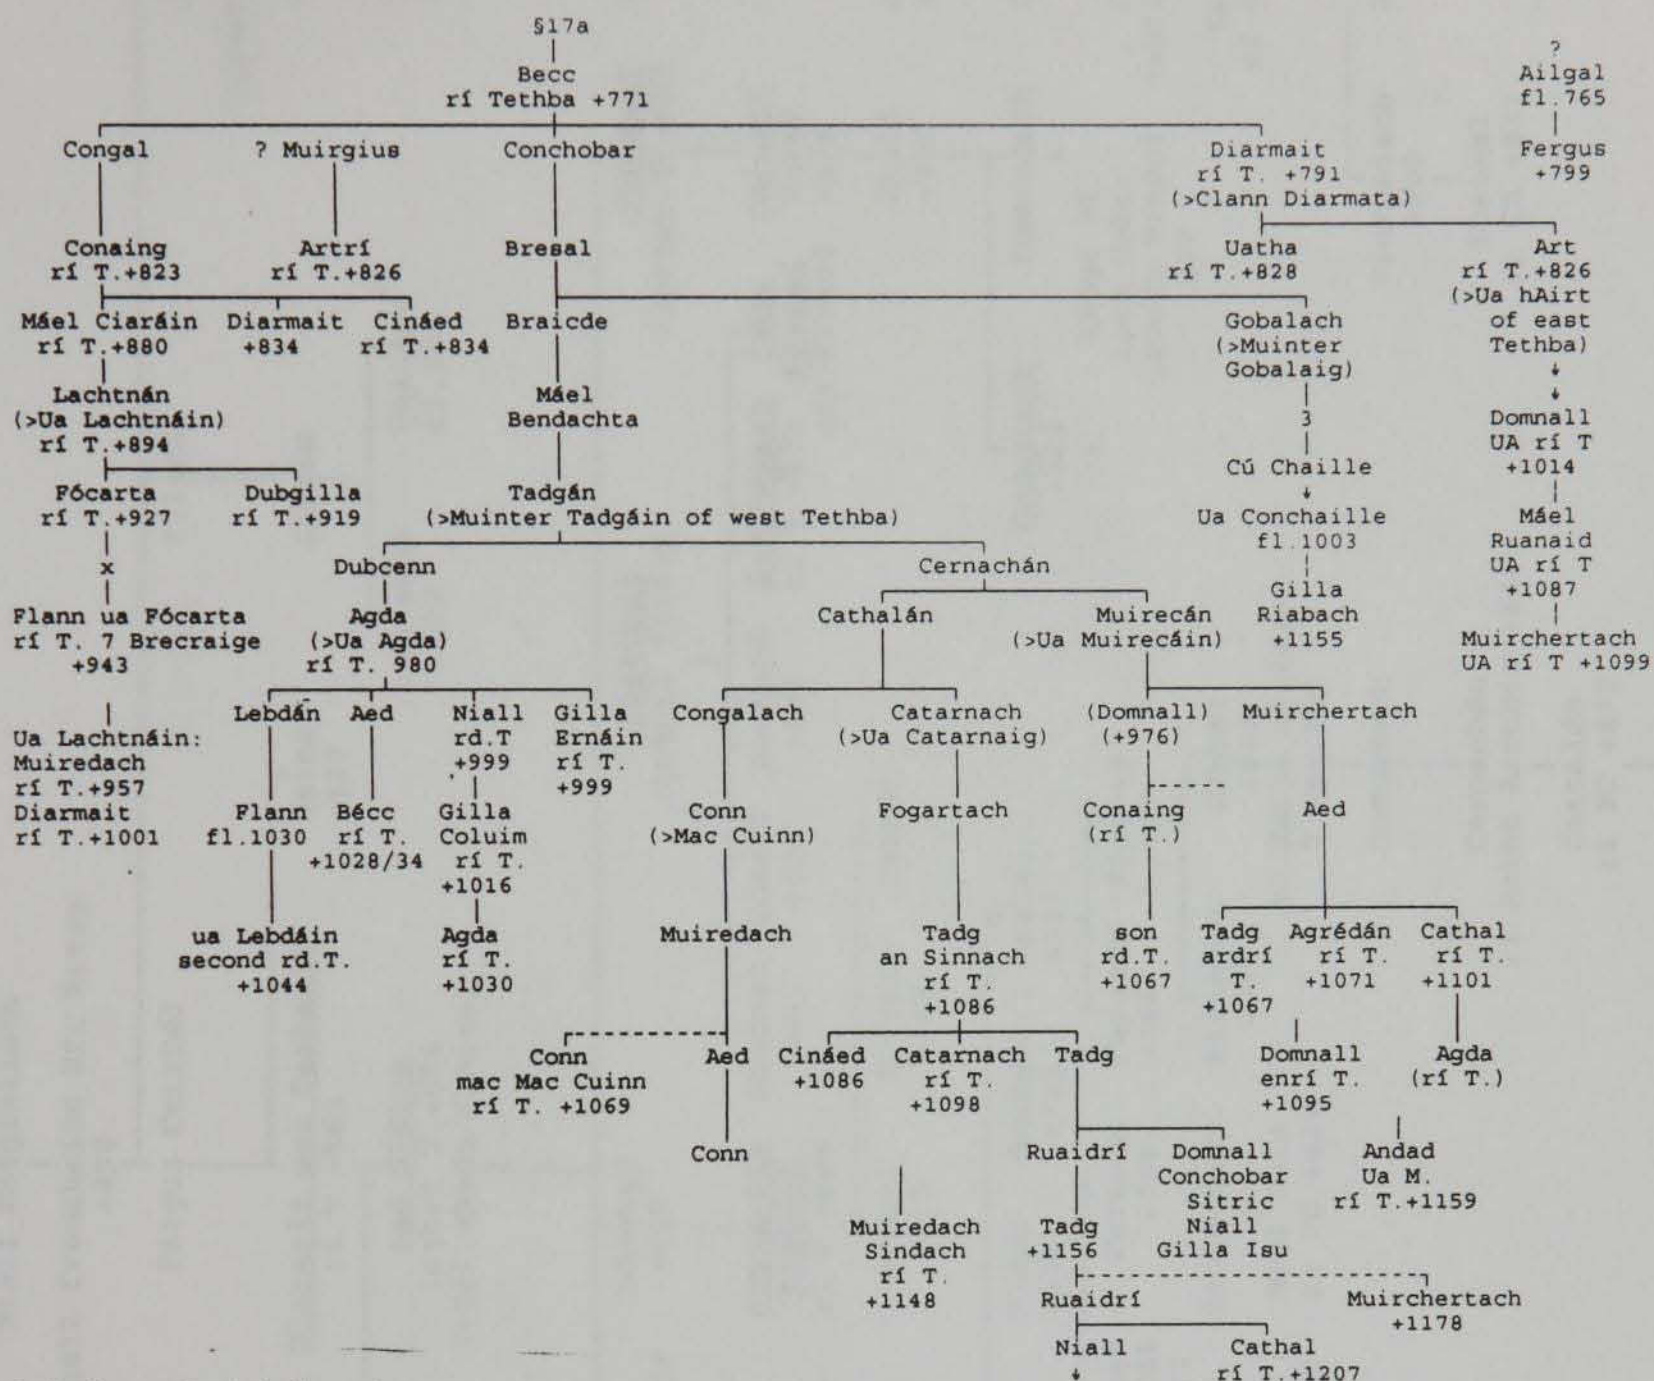 §17a
?
Becc
Ailgal
rí Tethba +771
fl.765
Congal ? Muirgius Conchobar Diarmait Fergus
rí T. +791 +799
(>Clann Diarmata)
Conaing Artrí Bresal Uatha Art
rí T.+823 rí T.+826 rí T.+828 rí T.+826
(>Ua hAirt
Máel Ciaráin Diarmait Cináed Braicde Gobalach of east
rí T.+880 +834 rí T.+834 (>Muinter Tethba)
Gobalaig) ↓
Lachtnán Máel ↓
(>Ua Lachtnáin) Bendachta 3 Domnall
rí T.+894 UA rí T
Cú Chaille +1014
Fócarta Dubgilla Tadgán ↓
rí T.+927 rí T.+919 (>Muinter Tadgáin of west Tethba) Ua Conchaille Máel
fl.1003 Ruanaid
x Dubcenn Cernachán UA rí T
Gilla +1087
Flann ua Fócarta Agda Cathalán Muirecán Riabach
rí T. 7 Brecraige (>Ua Agda) (>Ua Muirecáin) +1155 Muirchertach
+943 rí T. 980 UA rí T +1099
Lebdán Aed Niall Gilla Congalach Catarnach (Domnall) Muirchertach
Ua Lachtnáin: rd.T Ernáin (>Ua Catarnaig) (+976)
Muiredach +999 rí T.
rí T.+957 +999
Diarmait Flann Bécc Gilla Conn Fogartach Conaing Aed
rí T.+1001 fl.1030 rí T. Coluim (>Mac Cuinn) (rí T.)
+1028/34 rí T.
+1016
ua Lebdáin Agda Muiredach Tadg son Tadg Agrédán Cathal
second rd.T. rí T. an Sinnach rd.T. ardrí rí T. rí T.
+1044 +1030 rí T. +1067 T. +1071 +1101
+1086 +1067
Conn Aed Cináed Catarnach Tadg Domnall Agda
mac Mac Cuinn +1086 rí T. enrí T. (rí T.)
rí T. +1069 +1098 +1095
Conn Ruaidrí Domnall Andad
Conchobar Ua M.
Sitric rí T.+1159
Muiredach Tadg Niall
Sindach +1156 Gilla Isu
rí T.
+1148 Ruaidrí Muirchertach
+1178
Niall Cathal
↓ rí T.+1207